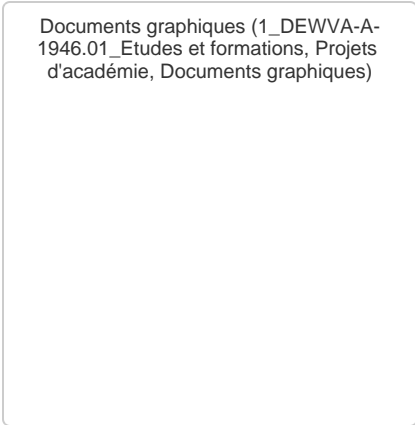 Documents graphiques (1_DEWVA-A-
1946.01_Etudes et formations, Projets
d'académie, Documents graphiques)